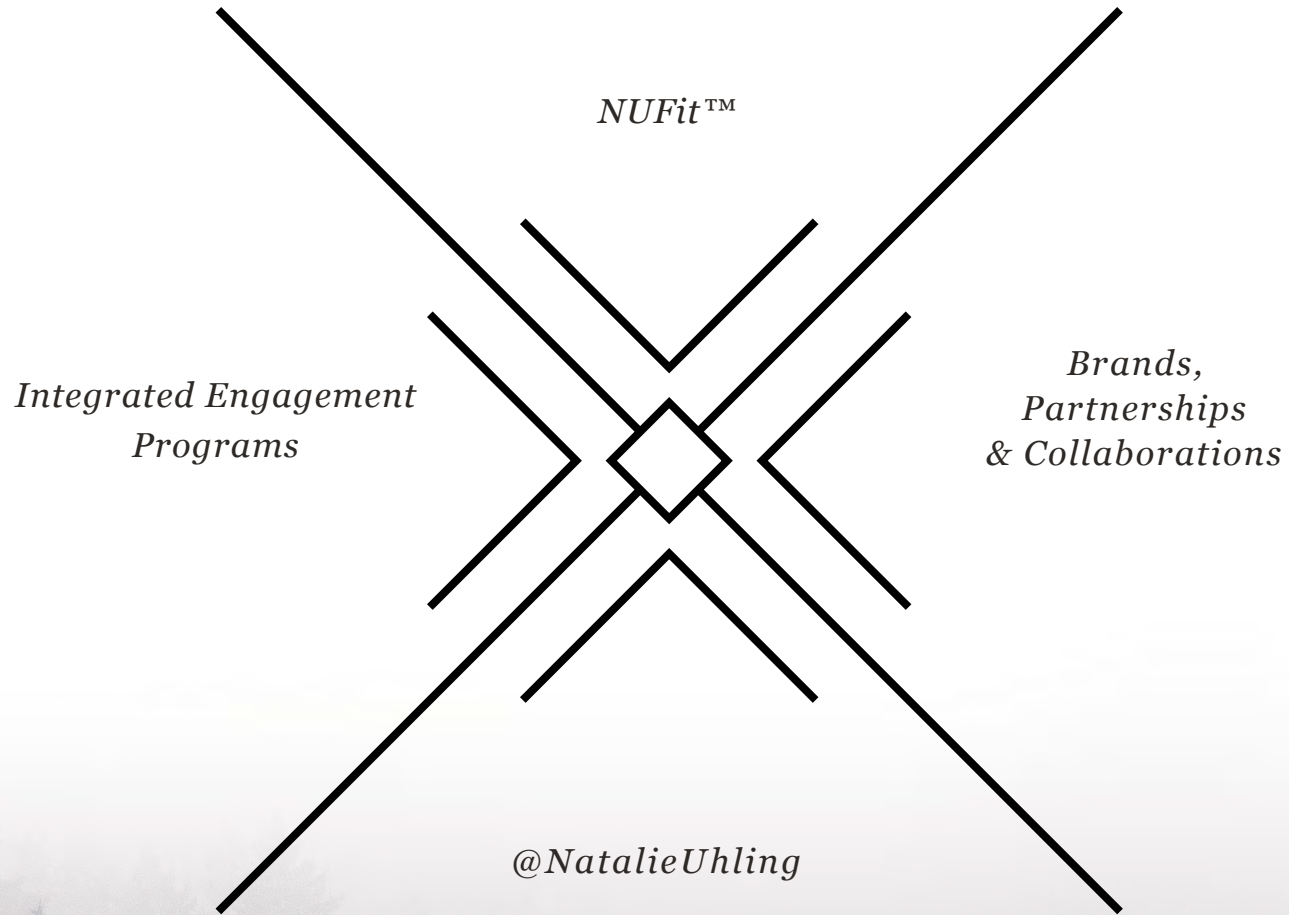 NUFit™
Integrated Engagement
Programs
Brands,
Partnerships
& Collaborations
@NatalieUhling